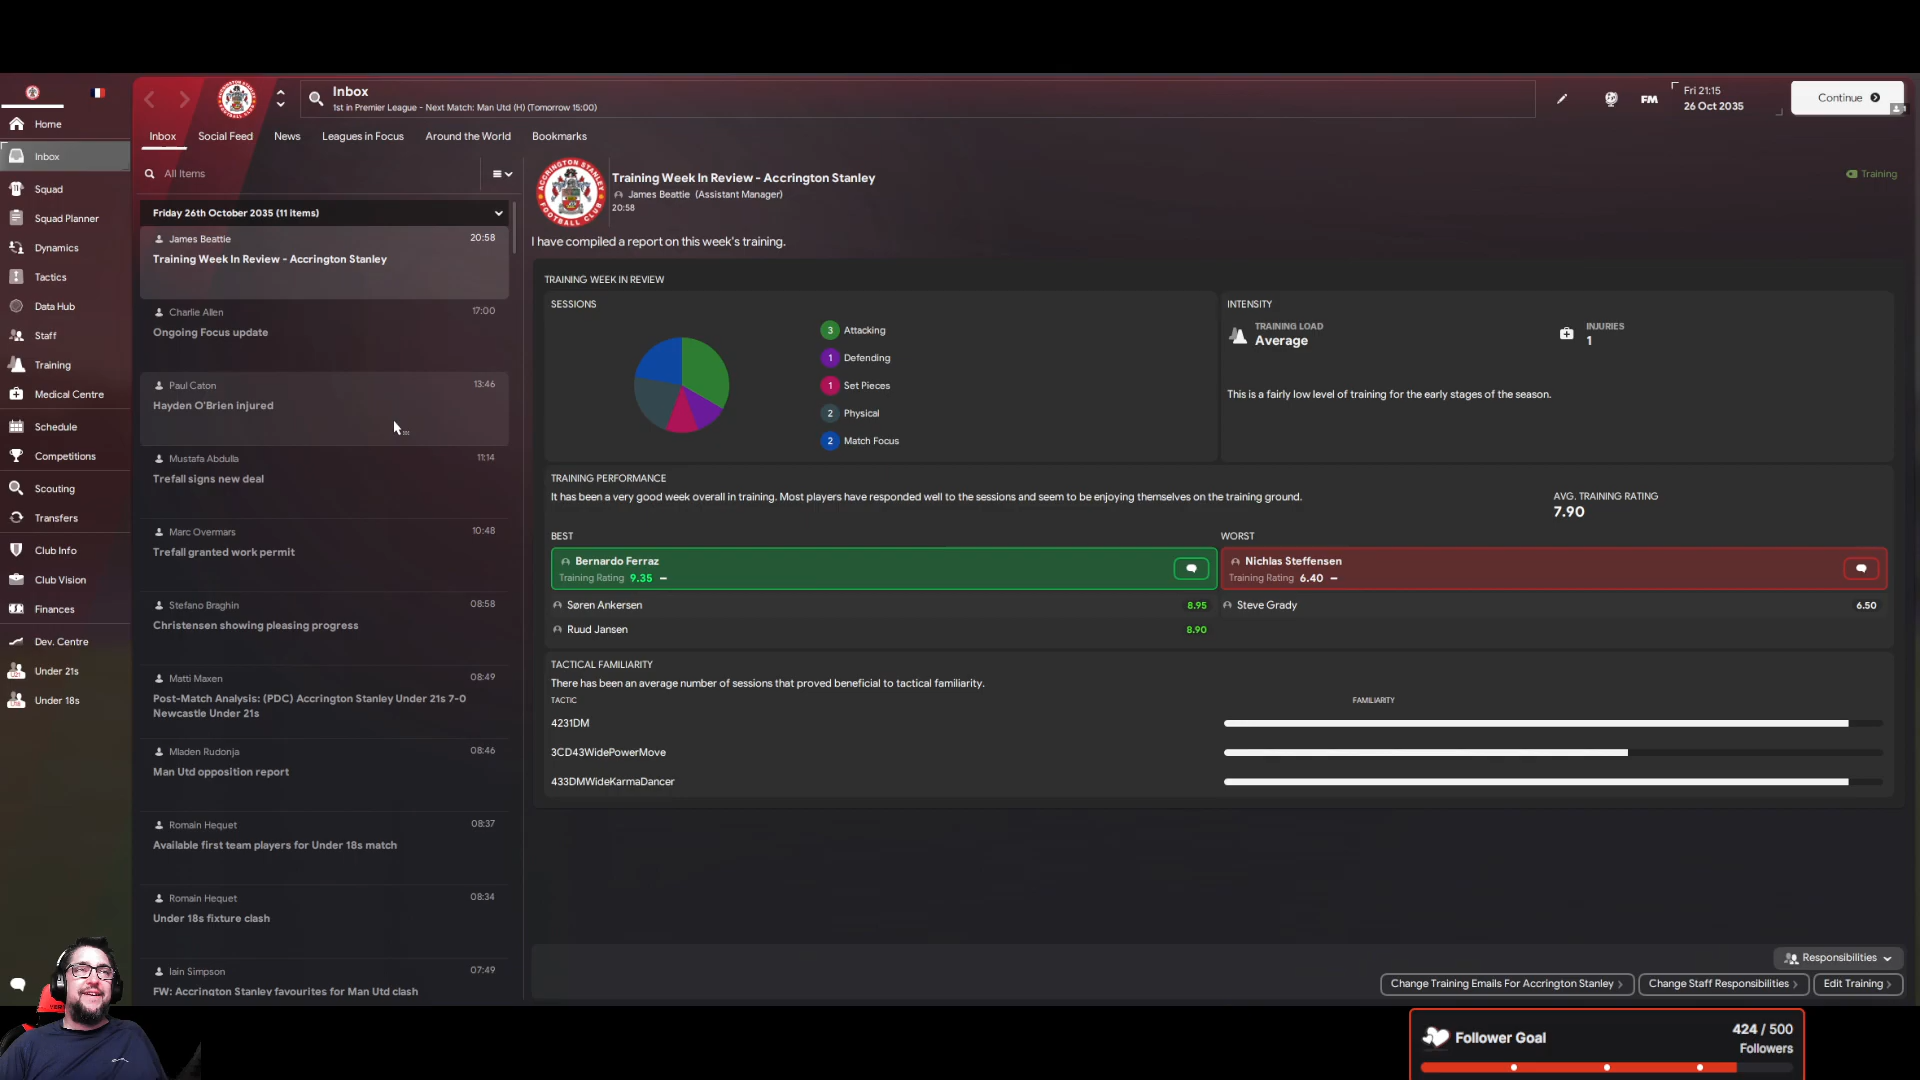 Inbox
1st in Premier League - Next Match: Man Utd (H) (Tomorrow 15:00)
FM
Fri 21:15
26 Oct 2035
Continue
1
Home
Inbox
Squad
Squad Planner
Dynamics
Tactics
Data Hub
Staff
Training
Medical Centre
Schedule
Competitions
Scouting
Transfers
Club Info
Club Vision
Finances
Dev. Centre
Under 21s
Under 18s
Inbox
Social Feed
News
Leagues in Focus
Around the World
Bookmarks
All Items
Friday 26th October 2035 (11 Items)
James Beattie 20:58
Training Week In Review - Accrington Stanley
Charlie Allen 17:00
Ongoing Focus update
Paul Caton 13:46
Hayden O'Brien injured
Mustafa Abdulla 11:14
Trefall signs new deal
Marc Overmars 10:48
Trefall granted work permit
Stefano Braghin 08:58
Christensen showing pleasing progress
Matti Maxen 08:49
Post-Match Analysis: (PDC) Accrington Stanley Under 21s 7-0
Newcastle Under 21s
Mladen Rudonja 08:46
Man Utd opposition report
Romain Hequet 08:37
Available first team players for Under 18s match
Romain Hequet 08:34
Under 18s fixture clash
Iain Simpson 07:49
FW: Accrington Stanley favourites for Man Utd clash
ACCRINGTON STANLEY
FOOTBALL CLUB
Training Week In Review - Accrington Stanley
James Beattie (Assistant Manager)
20:58
Training
I have compiled a report on this week's training.
TRAINING WEEK IN REVIEW
SESSIONS
3 Attacking
1 Defending
1 Set Pieces
2 Physical
2 Match Focus
INTENSITY
TRAINING LOAD
Average
INJURIES
1
This is a fairly low level of training for the early stages of the season.
TRAINING PERFORMANCE
It has been a very good week overall in training. Most players have responded well to the sessions and seem to be enjoying themselves on the training ground.
AVG. TRAINING RATING
7.90
BEST
Bernardo Ferraz
Training Rating 9.35 –
Søren Ankersen 8.95
Ruud Jansen 8.90
WORST
Nichlas Steffensen
Training Rating 6.40 –
Steve Grady 6.50
TACTICAL FAMILIARITY
There has been an average number of sessions that proved beneficial to tactical familiarity.
TACTIC FAMILIARITY
4231DM
3CD43WidePowerMove
433DMWideKarmaDancer
Responsibilities
Change Training Emails For Accrington Stanley
Change Staff Responsibilities
Edit Training
Follower Goal
424 / 500
Followers